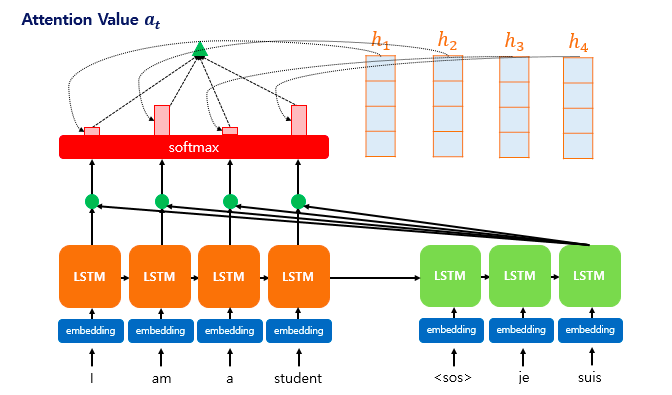 Attention Value a_t
h_1 h_2 h_3 h_4
softmax
LSTM LSTM LSTM LSTM LSTM LSTM LSTM
embedding embedding embedding embedding embedding embedding embedding
I am a student <sos> je suis